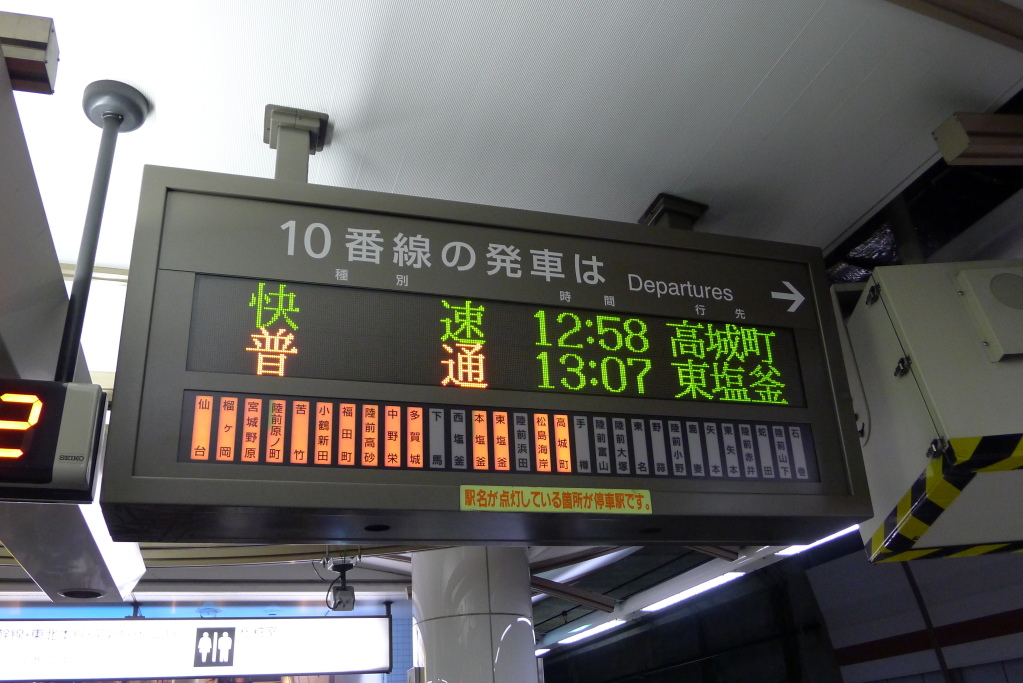 10番線の発車は Departures →
種別 時間 行先
快速 12:58 高城町
普通 13:07 東塩釜
仙台 榴ヶ岡 宮城野原 陸前原ノ町 苦竹 小鶴新田 福田町 陸前高砂 中野栄 多賀城 下馬 西塩釜 本塩釜 東塩釜 陸前浜田 松島海岸 高城町 手樽 陸前富山 陸前大塚 東名 野蒜 陸前小野 鹿妻 矢本 東矢本 陸前赤井 蛇田 陸前山下 石巻
駅名が点灯している箇所が停車駅です。
SEIKO